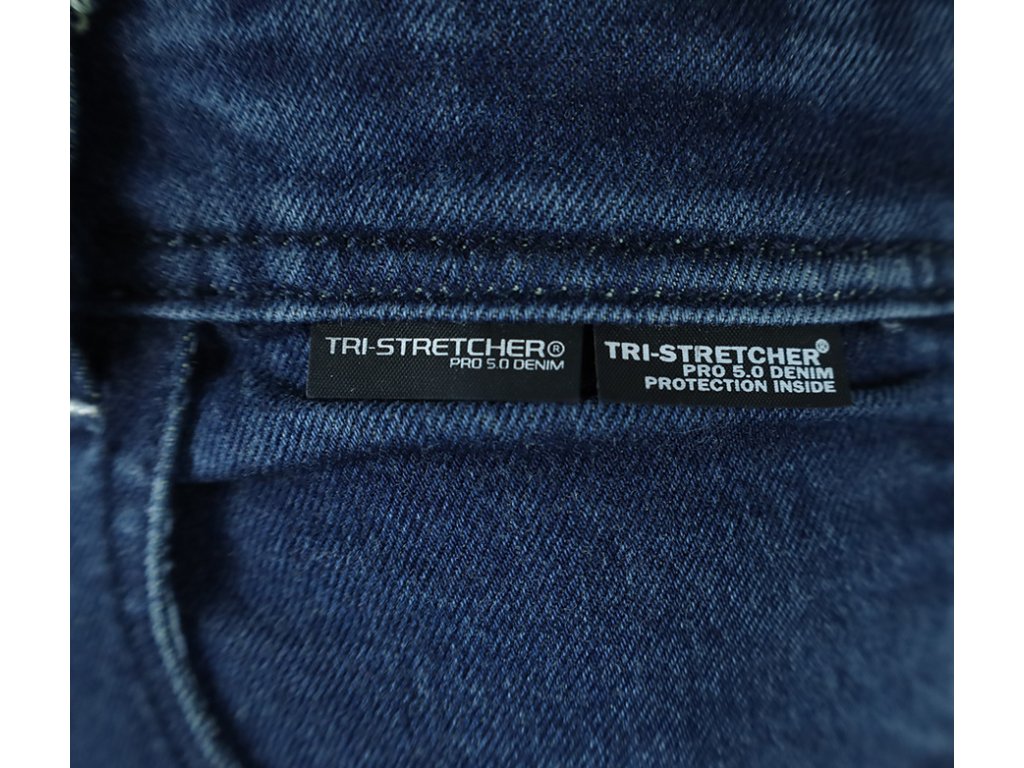 TRI-STRETCHER®
PRO 5.0 DENIM
TRI-STRETCHER®
PRO 5.0 DENIM
PROTECTION INSIDE